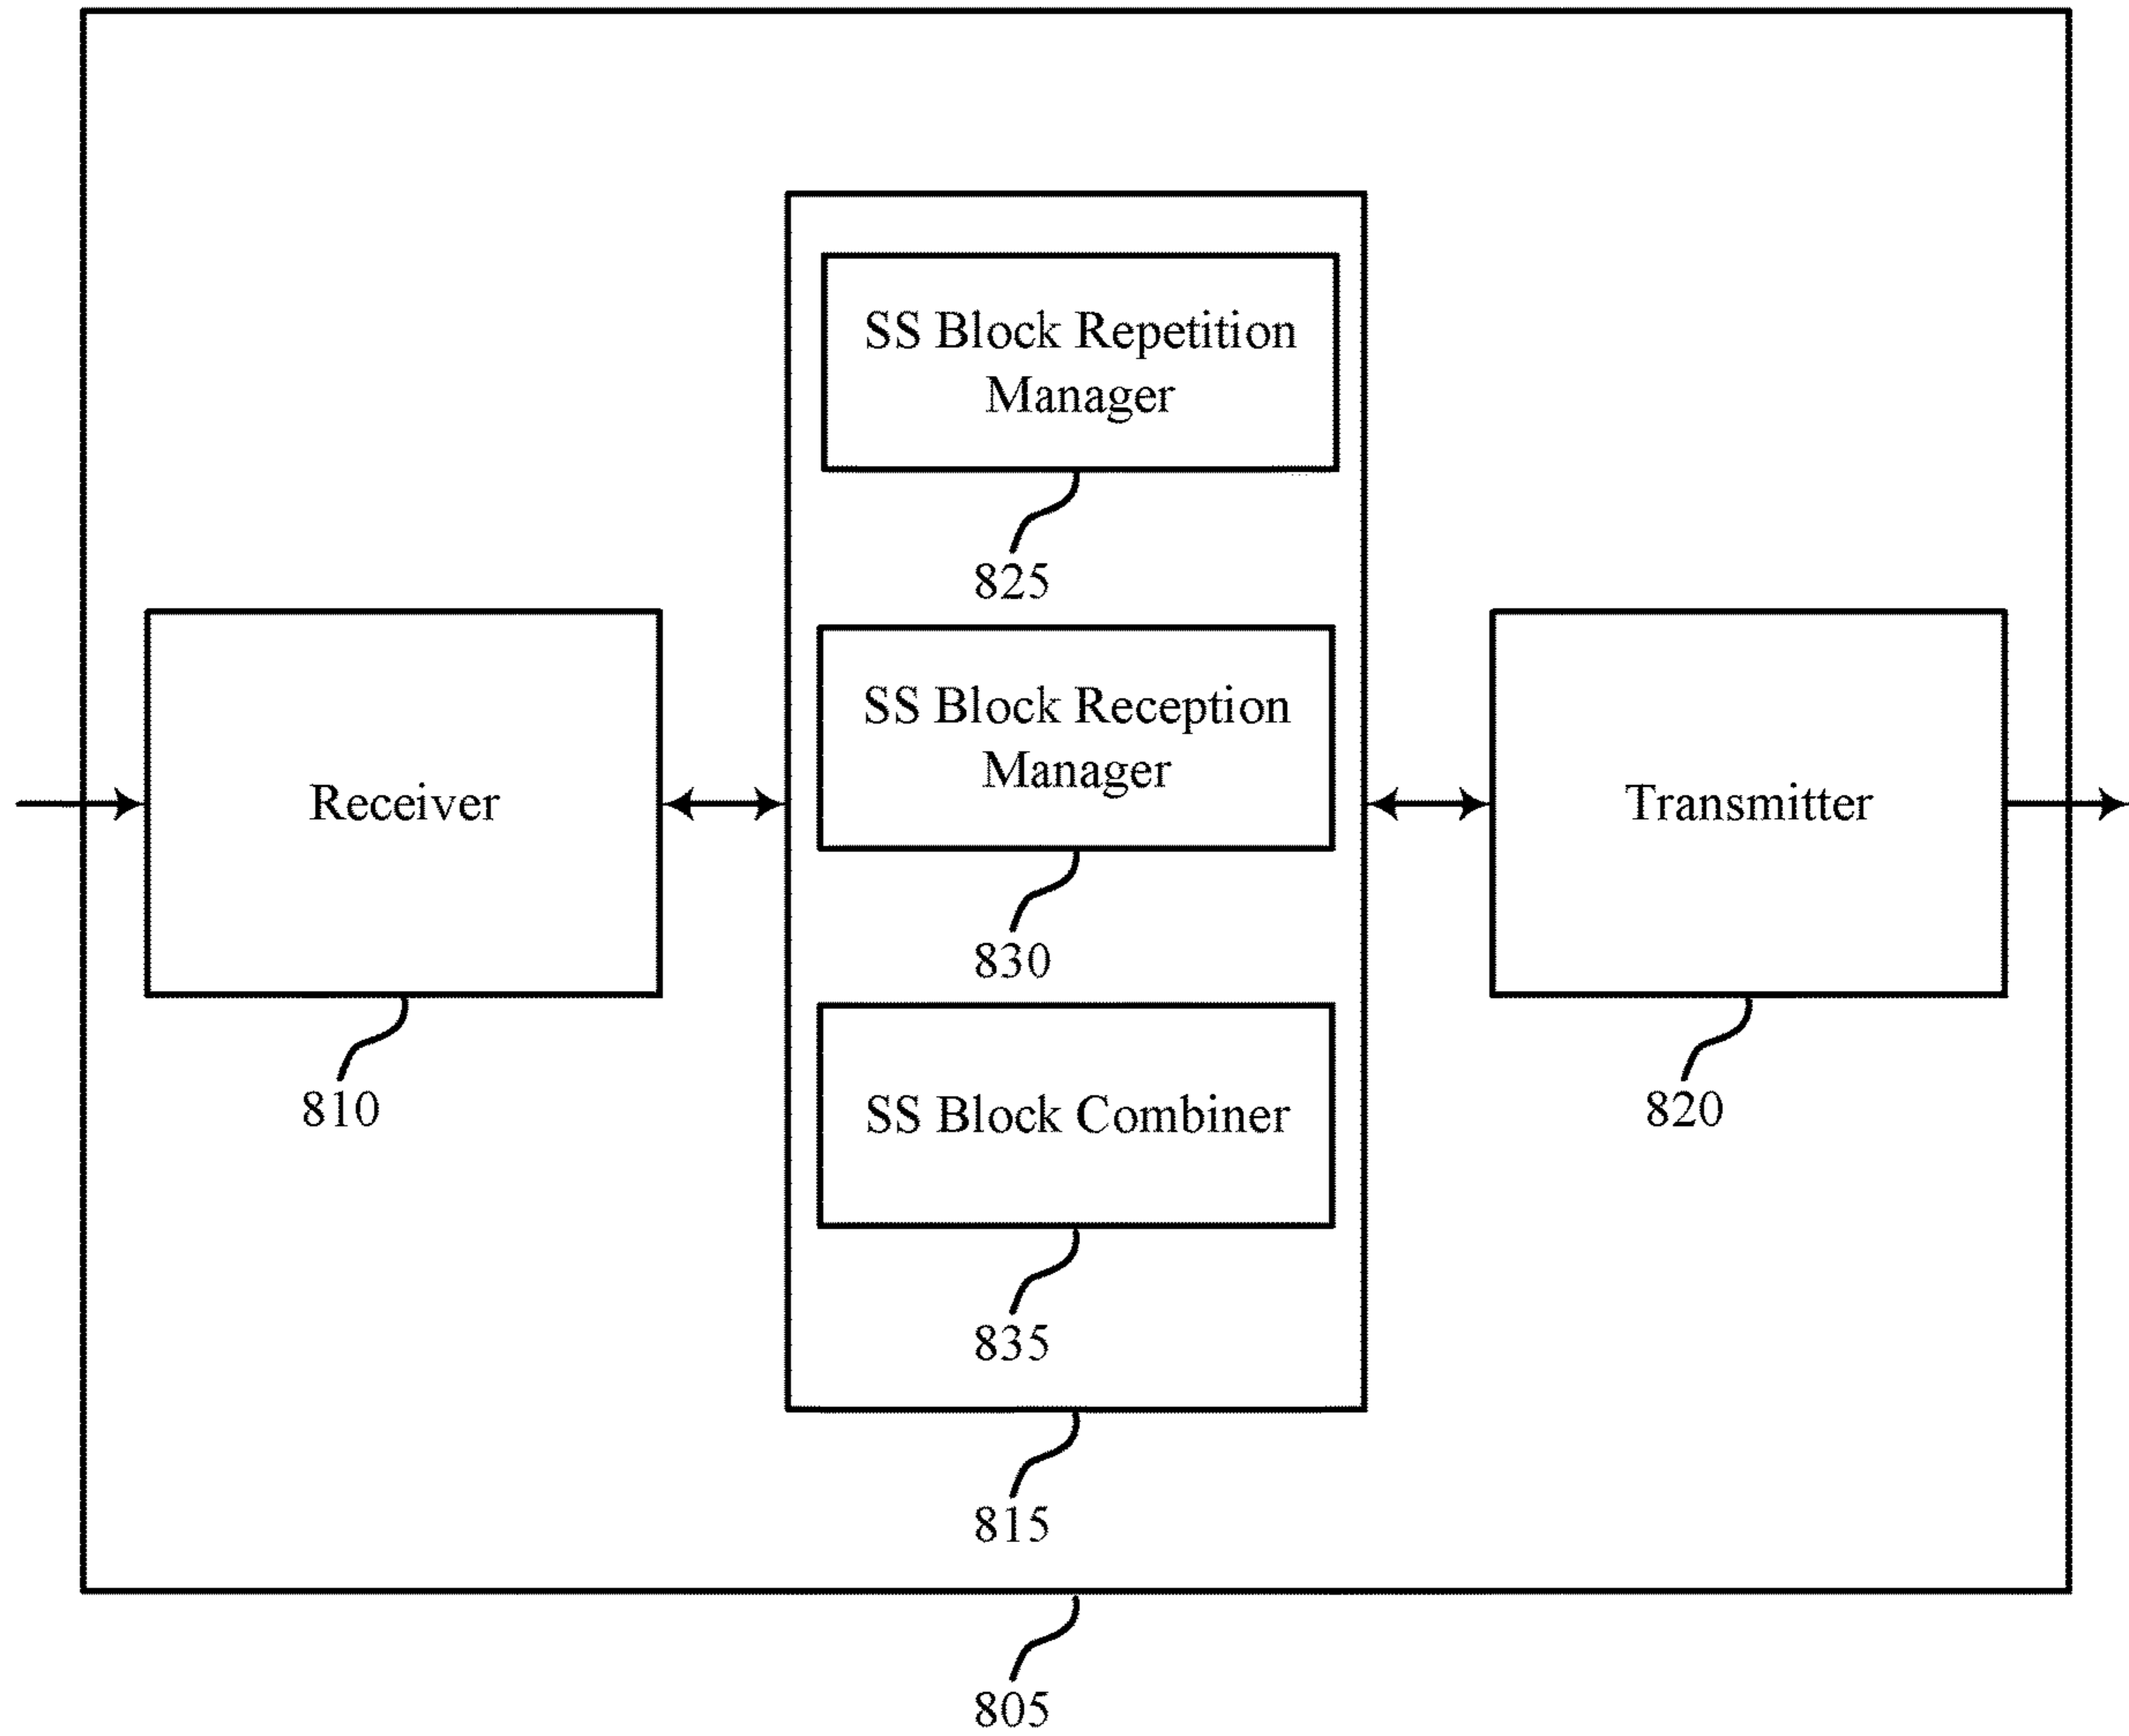 SS Block Repetition
Manager
825
SS Block Reception
Manager
830
SS Block Combiner
835
815
Receiver
810
Transmitter
820
805